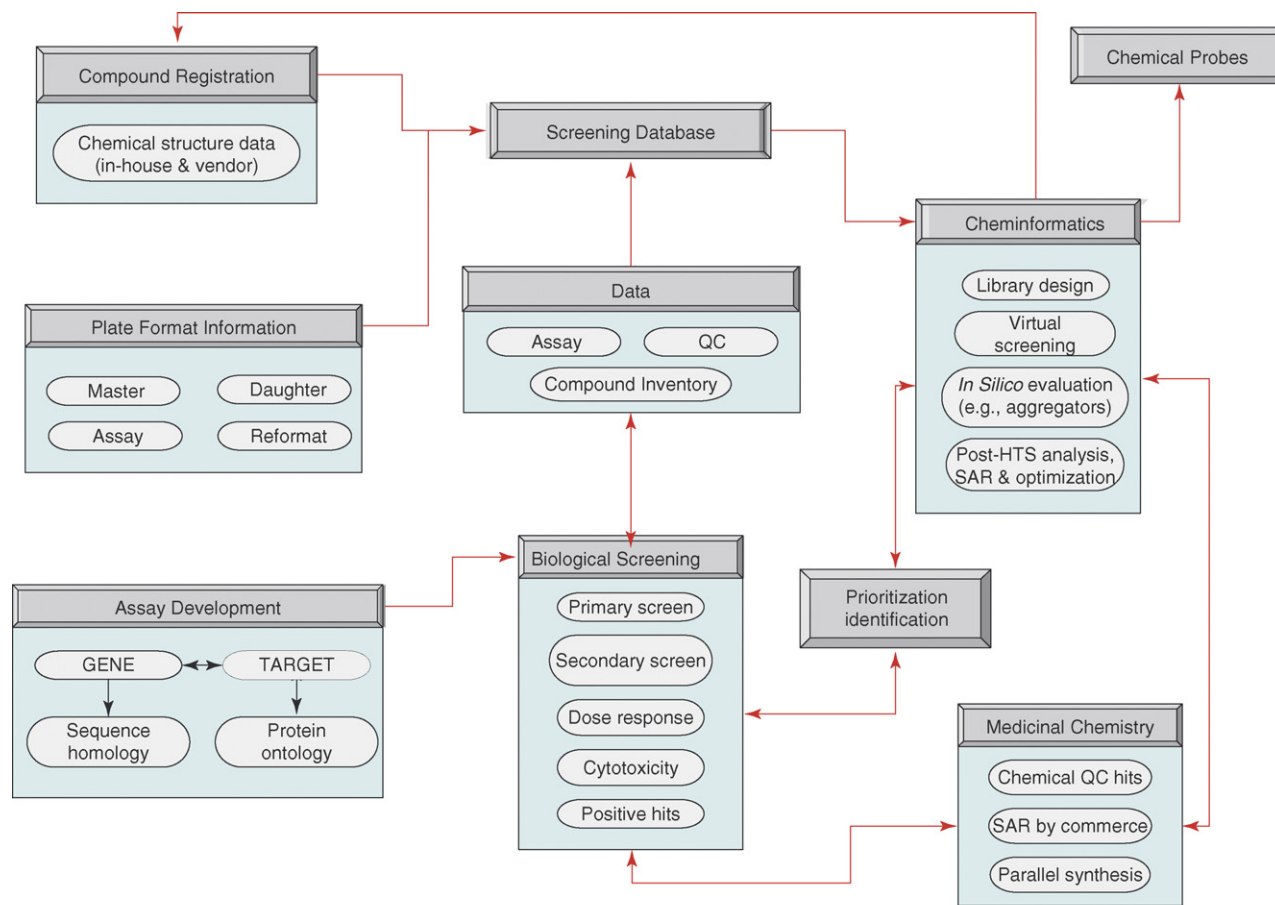 Compound Registration
Chemical structure data
(in-house & vendor)
Chemical Probes
Screening Database
Cheminformatics
Library design
Virtual
screening
In Silico evaluation
(e.g., aggregators)
Post-HTS analysis,
SAR & optimization
Data
Assay
QC
Compound Inventory
Plate Format Information
Master
Daughter
Assay
Reformat
Biological Screening
Primary screen
Secondary screen
Dose response
Cytotoxicity
Positive hits
Assay Development
GENE
TARGET
Sequence
homology
Protein
ontology
Prioritization
identification
Medicinal Chemistry
Chemical QC hits
SAR by commerce
Parallel synthesis